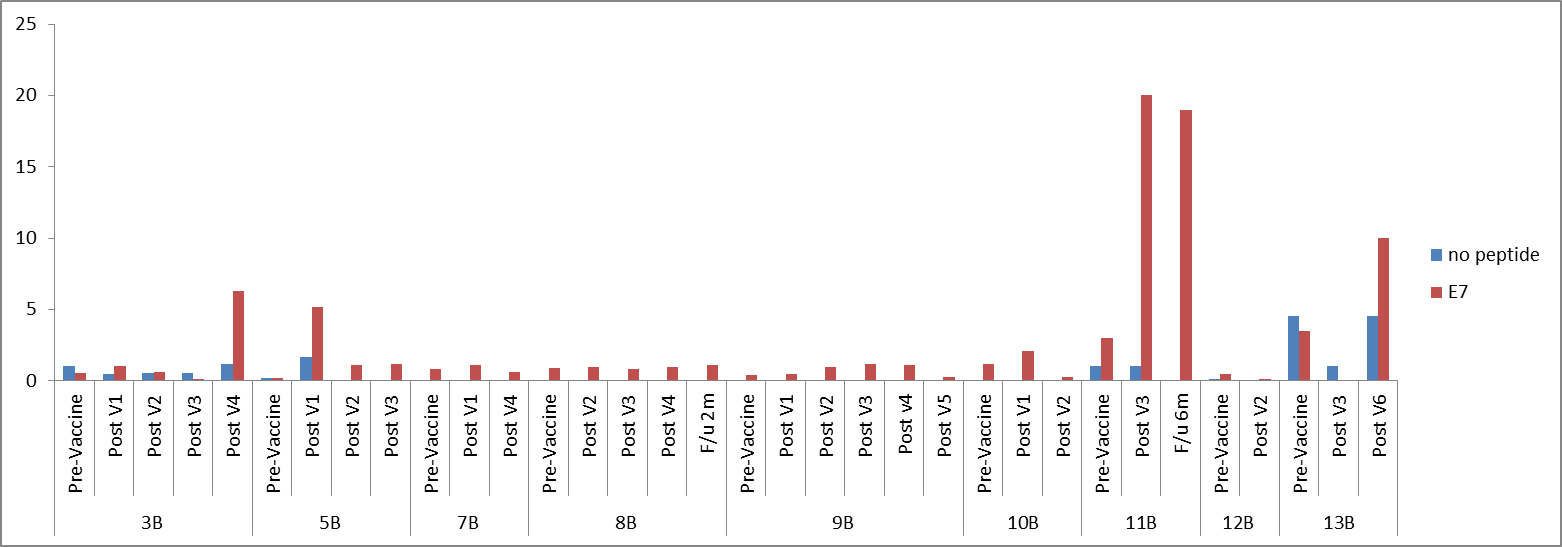 25
20
15
10
5
0
Pre-Vaccine
Post V1
Post V2
Post V3
Post V4
Pre-Vaccine
Post V1
Post V2
Post V3
Pre-Vaccine
Post V1
Post V4
Pre-Vaccine
Post V2
Post V3
Post V4
F/u 2 m
Pre-Vaccine
Post V1
Post V2
Post V3
Post v4
Post V5
Pre-Vaccine
Post V1
Post V2
Pre-Vaccine
Post V3
F/u 6m
Pre-Vaccine
Post V2
Pre-Vaccine
Post V3
Post V6
3B
5B
7B
8B
9B
10B
11B
12B
13B
no peptide
E7